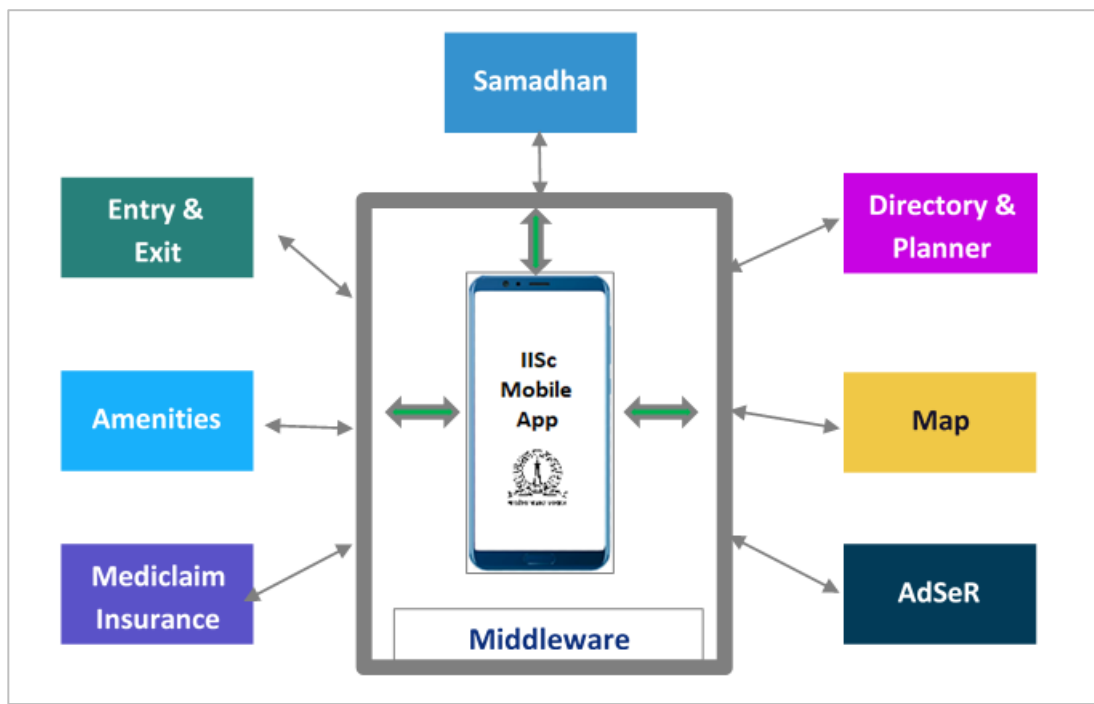 Samadhan
Entry &
Exit
Directory &
Planner
IISc
Mobile
App
Amenities
Map
Mediclaim
Insurance
AdSeR
Middleware